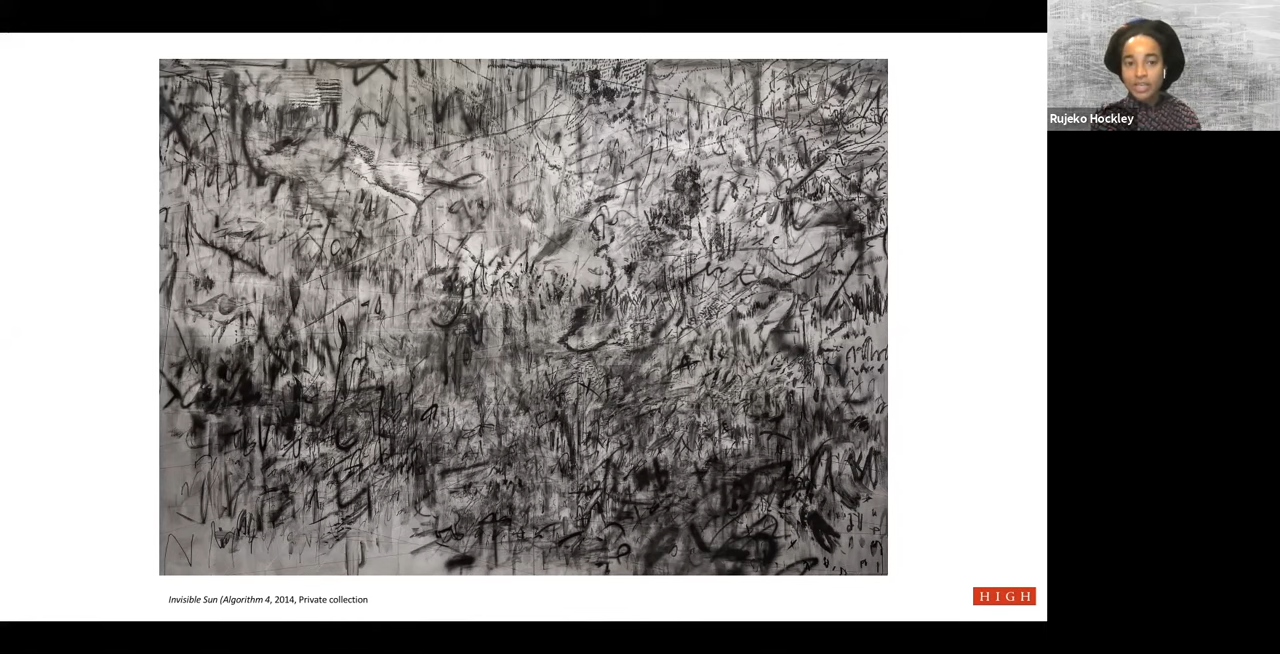 Rujeko Hockley
Invisible Sun (Algorithm 4, 2014, Private collection
HIGH